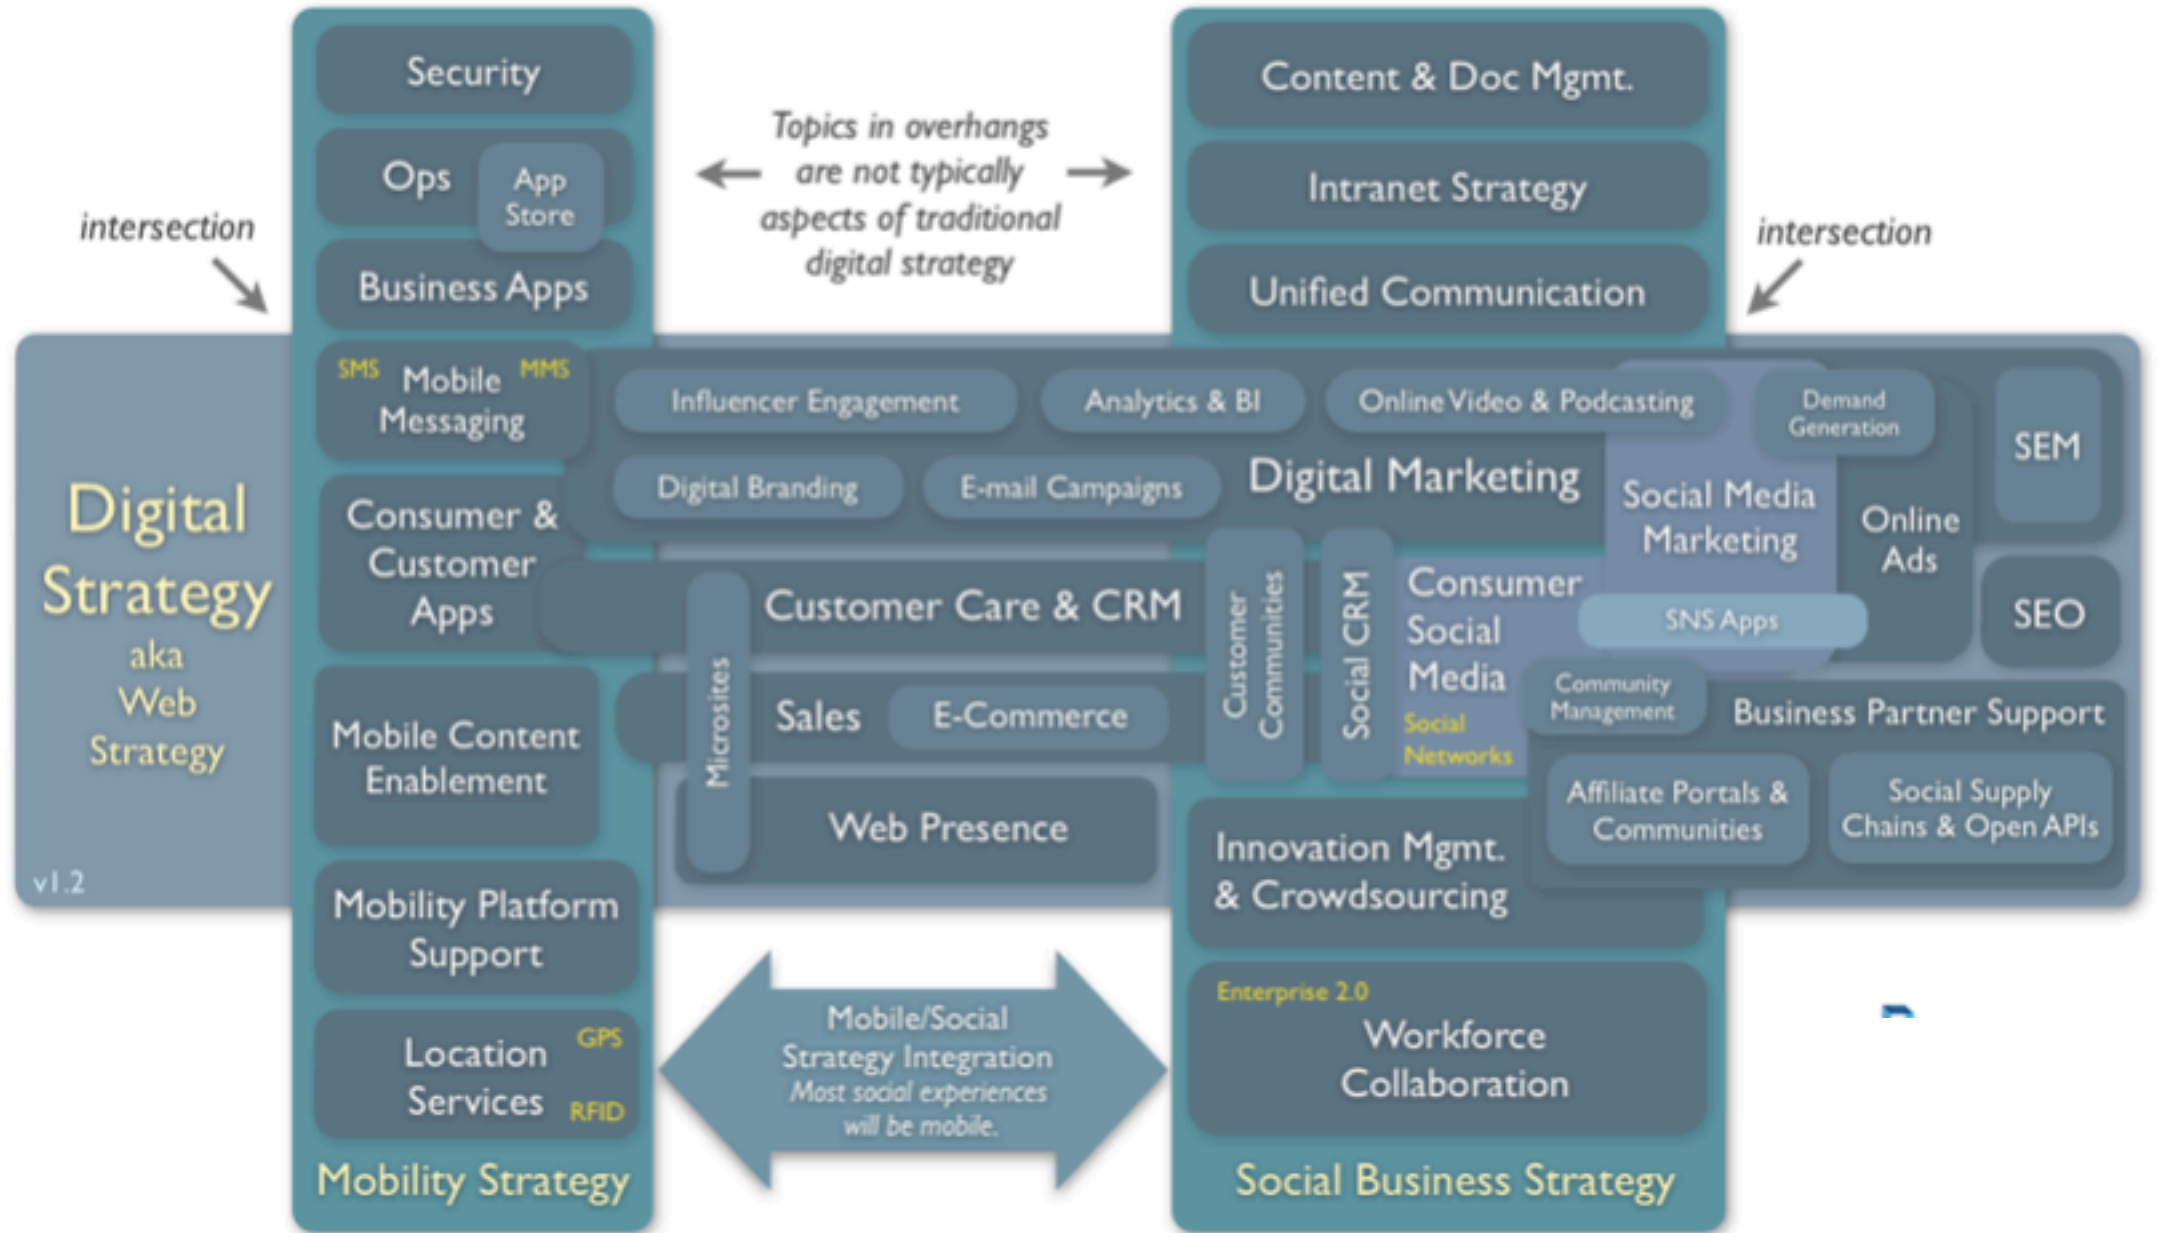 Security
Ops
App
Store
Business Apps
SMS
Mobile
MMS
Messaging
Consumer &
Customer
Apps
Mobile Content
Enablement
Mobility Platform
Support
Location
Services
GPS
RFID
Mobility Strategy
intersection
Digital
Strategy
aka
Web
Strategy
v1.2
Topics in overhangs
are not typically
aspects of traditional
digital strategy
Content & Doc Mgmt.
Intranet Strategy
Unified Communication
intersection
Influencer Engagement
Analytics & BI
Online Video & Podcasting
Demand
Generation
SEM
Digital Branding
E-mail Campaigns
Digital Marketing
Social Media
Marketing
Online
Ads
SEO
Customer Care & CRM
Microsites
Customer
Communities
Social CRM
Consumer
Social
Media
Social
Networks
SNS Apps
Sales
E-Commerce
Community
Management
Business Partner Support
Affiliate Portals &
Communities
Social Supply
Chains & Open APIs
Web Presence
Innovation Mgmt.
& Crowdsourcing
Enterprise 2.0
Workforce
Collaboration
Mobile/Social
Strategy Integration
Most social experiences
will be mobile.
Social Business Strategy